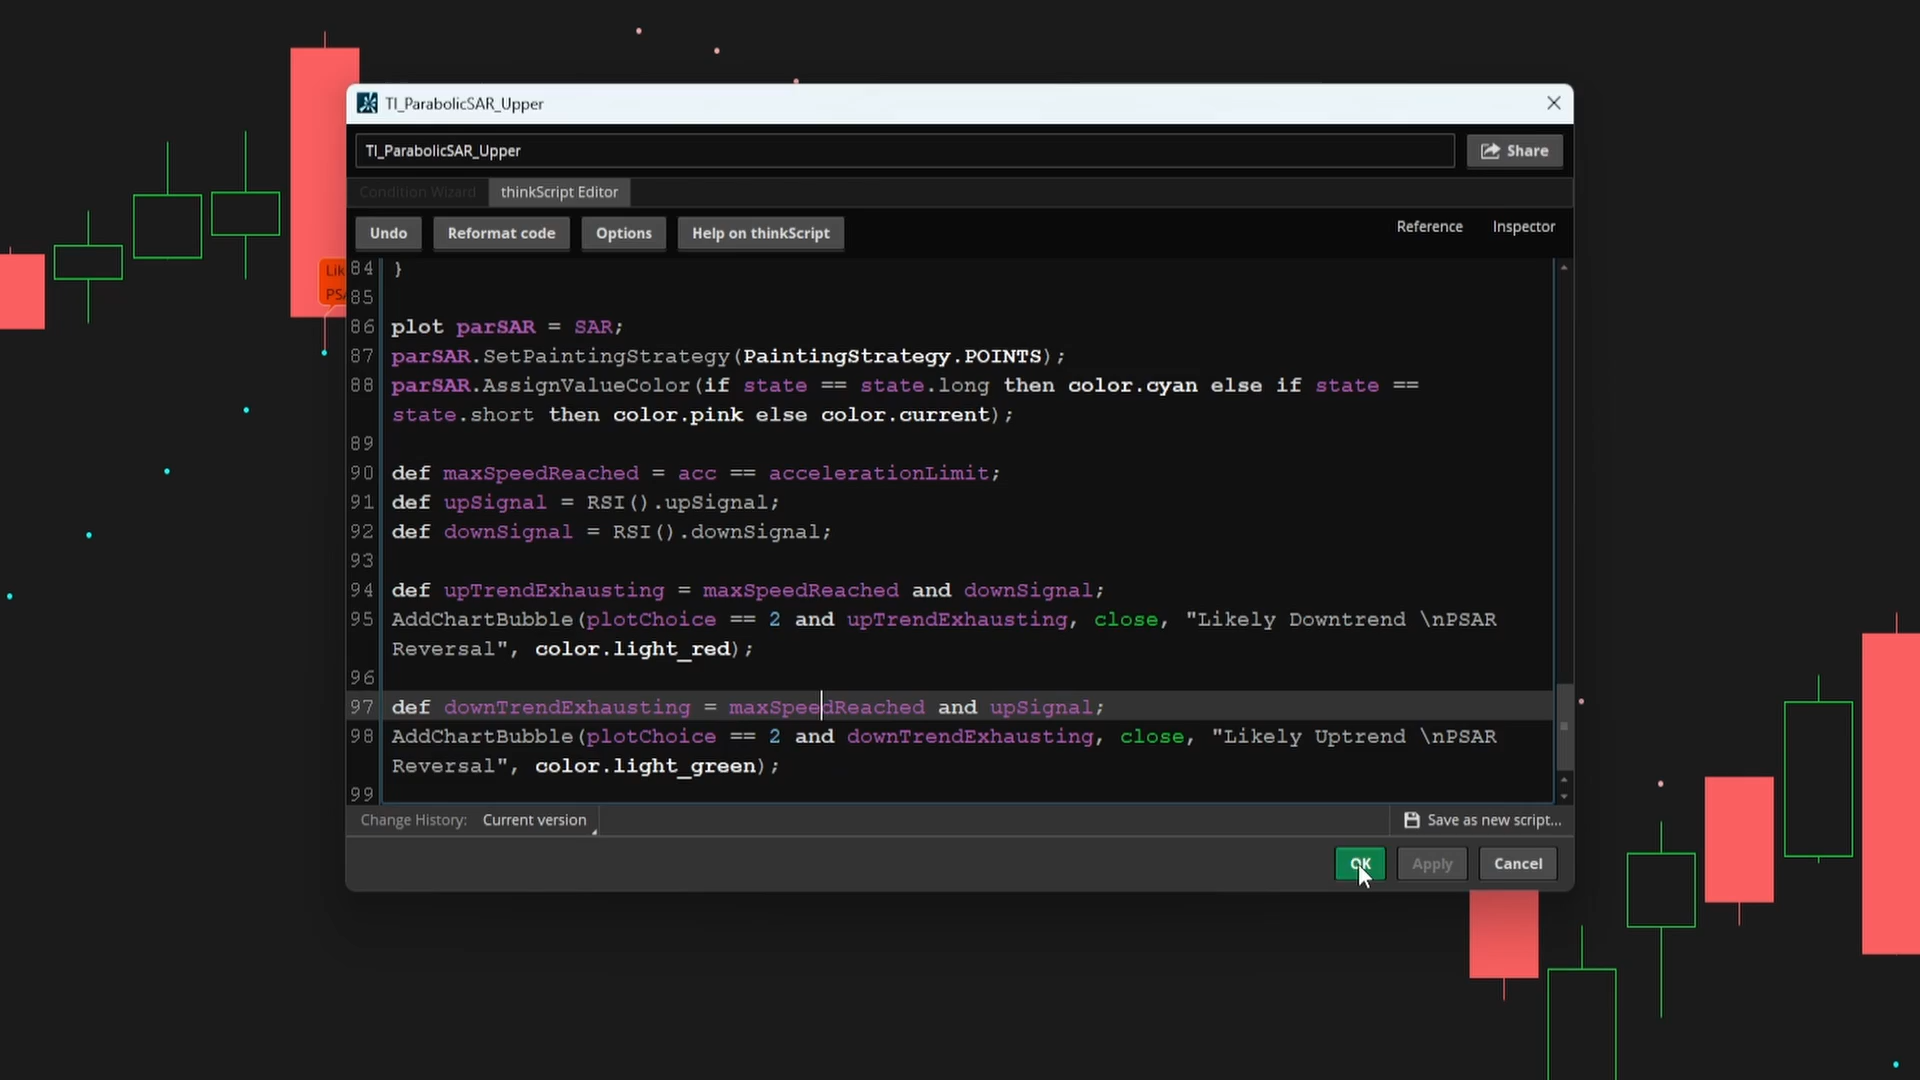 TI_ParabolicSAR_Upper
TI_ParabolicSAR_Upper
Share
Condition Wizard
thinkScript Editor
Undo
Reformat code
Options
Help on thinkScript
Reference
Inspector
Lik
PSA
84 }
85
86 plot parSAR = SAR;
87 parSAR.SetPaintingStrategy(PaintingStrategy.POINTS);
88 parSAR.AssignValueColor(if state == state.long then color.cyan else if state ==
state.short then color.pink else color.current);
89
90 def maxSpeedReached = acc == accelerationLimit;
91 def upSignal = RSI().upSignal;
92 def downSignal = RSI().downSignal;
93
94 def upTrendExhausting = maxSpeedReached and downSignal;
95 AddChartBubble(plotChoice == 2 and upTrendExhausting, close, "Likely Downtrend \nPSAR
Reversal", color.light_red);
96
97 def downTrendExhausting = maxSpeedReached and upSignal;
98 AddChartBubble(plotChoice == 2 and downTrendExhausting, close, "Likely Uptrend \nPSAR
Reversal", color.light_green);
99
Change History: Current version
Save as new script...
OK
Apply
Cancel